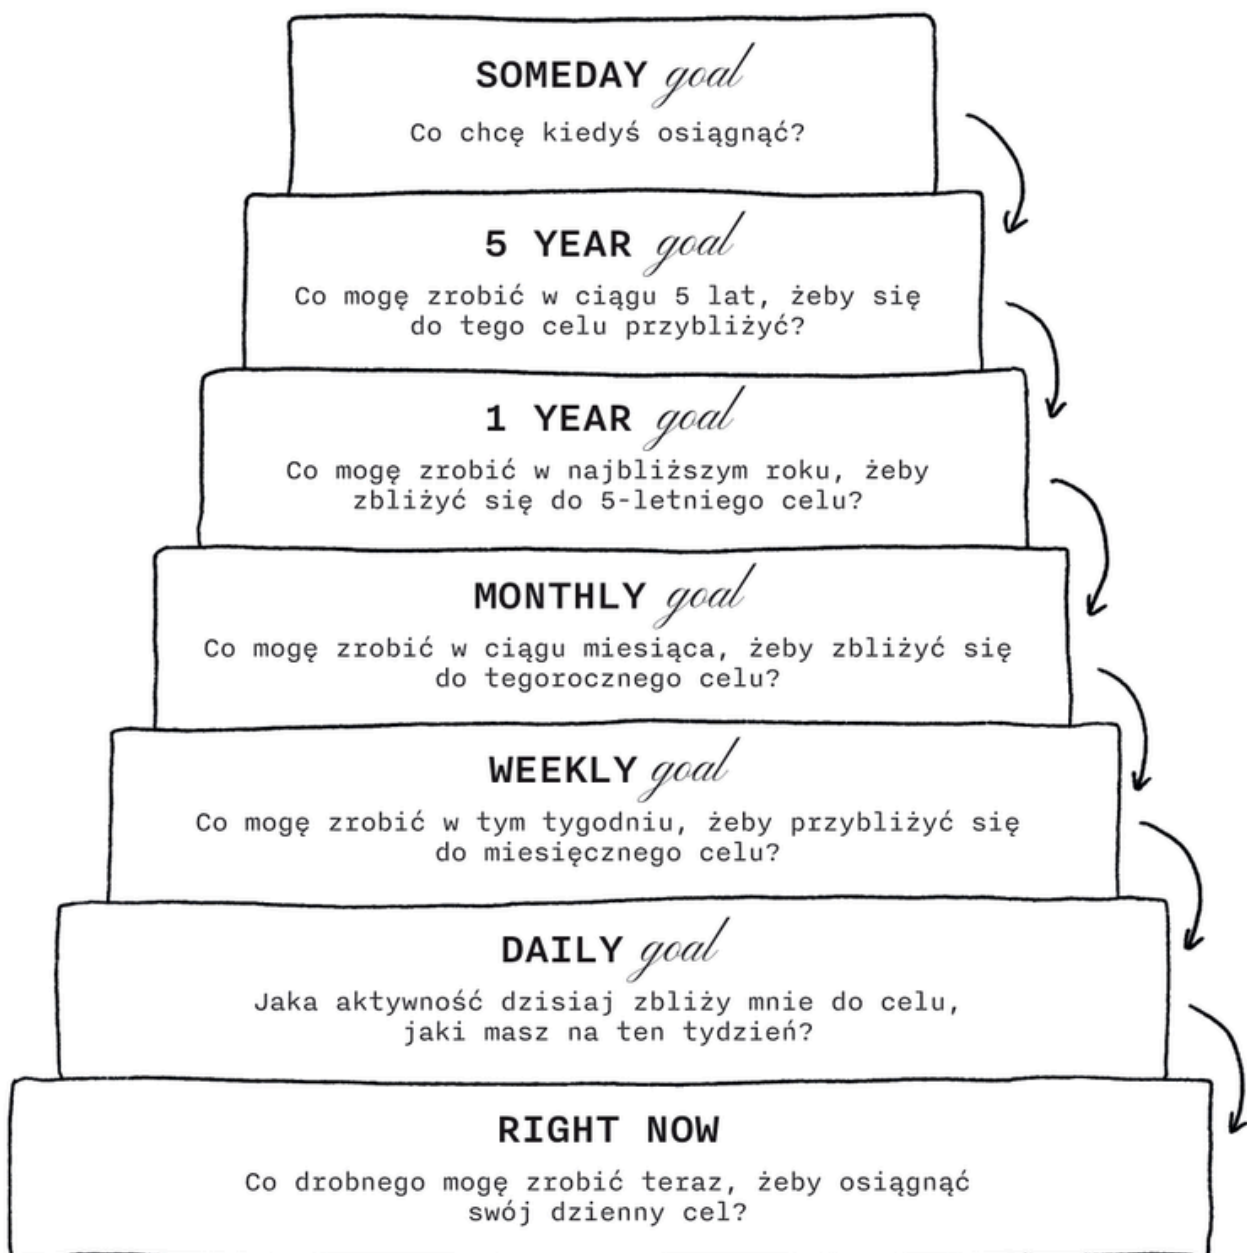 SOMEDAY goal
Co chcę kiedyś osiągnąć?
5 YEAR goal
Co mogę zrobić w ciągu 5 lat, żeby się
do tego celu przybliżyć?
1 YEAR goal
Co mogę zrobić w najbliższym roku, żeby
zbliżyć się do 5-letniego celu?
MONTHLY goal
Co mogę zrobić w ciągu miesiąca, żeby zbliżyć się
do tegorocznego celu?
WEEKLY goal
Co mogę zrobić w tym tygodniu, żeby przybliżyć się
do miesięcznego celu?
DAILY goal
Jaka aktywność dzisiaj zbliży mnie do celu,
jaki masz na ten tydzień?
RIGHT NOW
Co drobnego mogę zrobić teraz, żeby osiągnąć
swój dzienny cel?